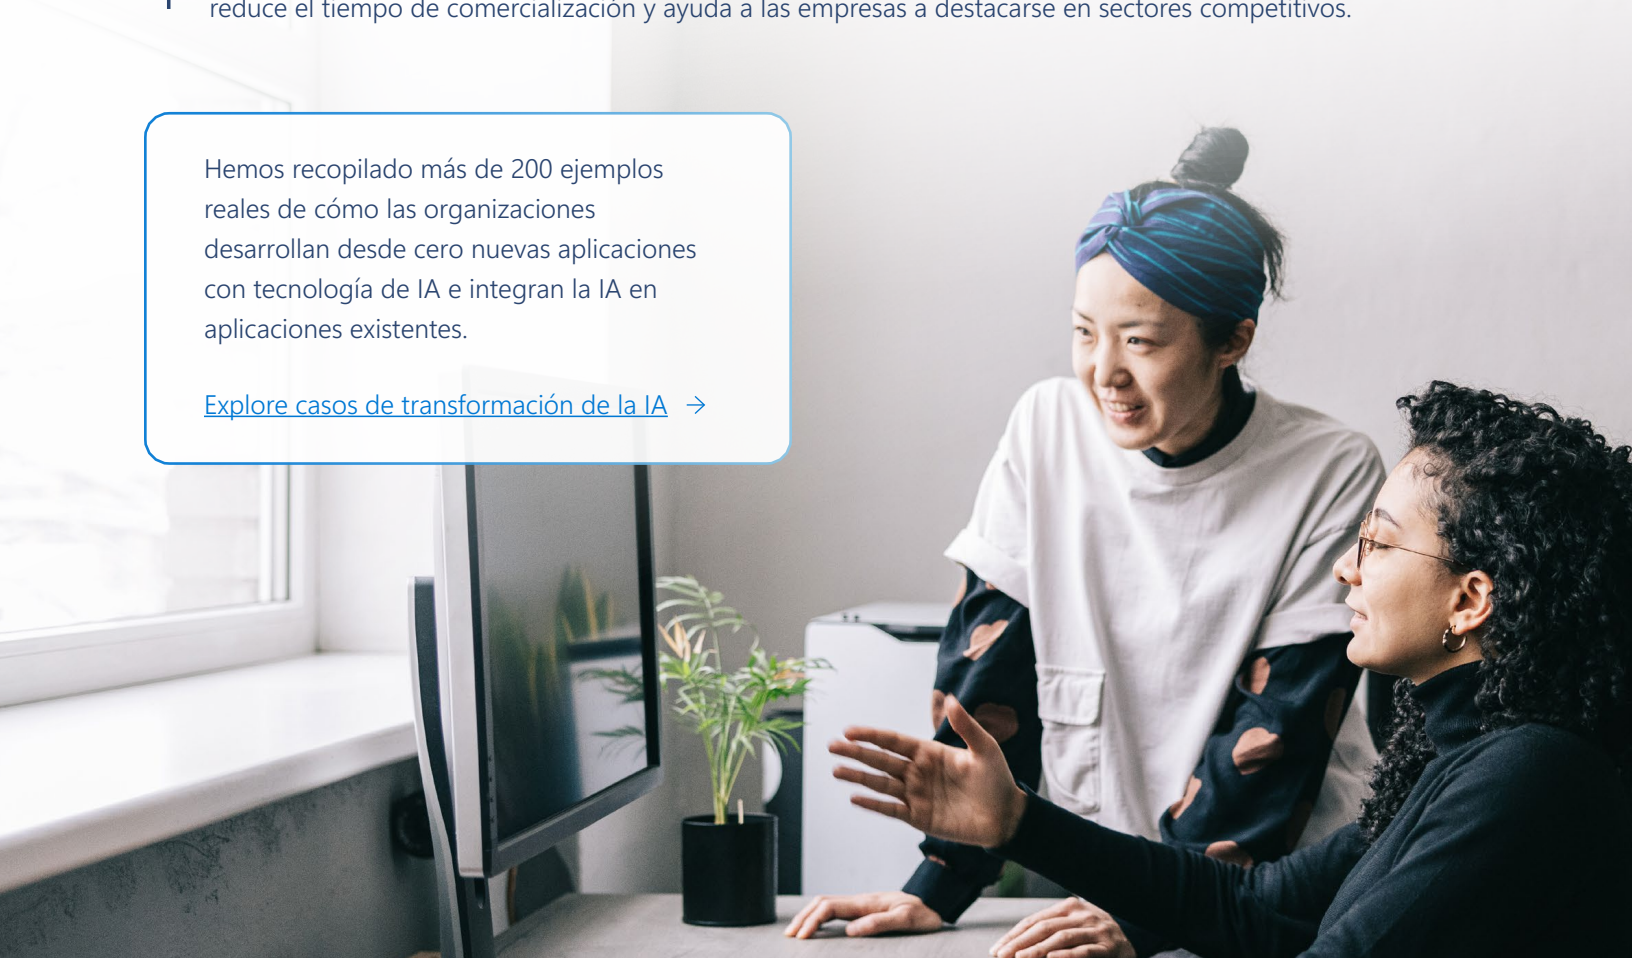 reduce el tiempo de comercialización y ayuda a las empresas a destacarse en sectores competitivos.
Hemos recopilado más de 200 ejemplos
reales de cómo las organizaciones
desarrollan desde cero nuevas aplicaciones
con tecnología de IA e integran la IA en
aplicaciones existentes.
Explore casos de transformación de la IA →